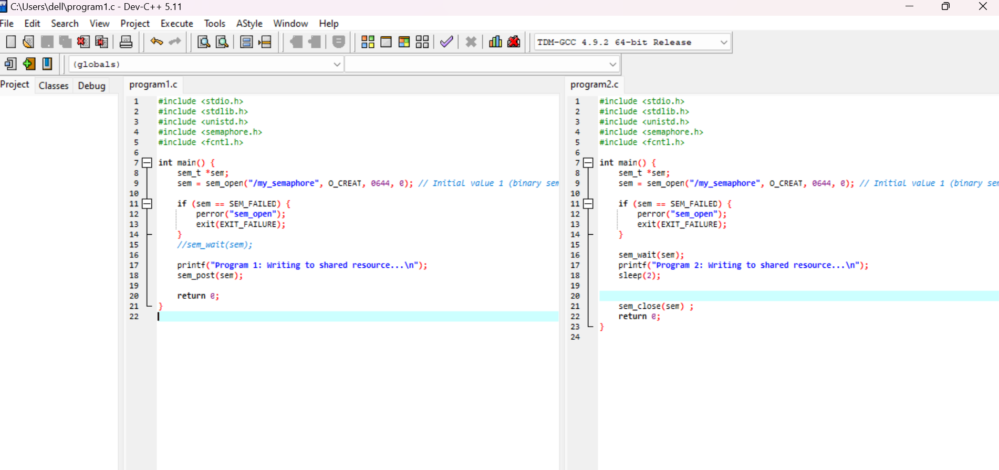 C:\Users\dell\program1.c - Dev-C++ 5.11
File Edit Search View Project Execute Tools AStyle Window Help
TDM-GCC 4.9.2 64-bit Release
(globals)
Project Classes Debug
program1.c
1 #include <stdio.h>
2 #include <stdlib.h>
3 #include <unistd.h>
4 #include <semaphore.h>
5 #include <fcntl.h>
6
7 int main() {
8 sem_t *sem;
9 sem = sem_open("/my_semaphore", O_CREAT, 0644, 0); // Initial value 1 (binary sem
10
11 if (sem == SEM_FAILED) {
12 perror("sem_open");
13 exit(EXIT_FAILURE);
14 }
15 //sem_wait(sem);
16
17 printf("Program 1: Writing to shared resource...\n");
18 sem_post(sem);
19
20 return 0;
21 }
22
program2.c
1 #include <stdio.h>
2 #include <stdlib.h>
3 #include <unistd.h>
4 #include <semaphore.h>
5 #include <fcntl.h>
6
7 int main() {
8 sem_t *sem;
9 sem = sem_open("/my_semaphore", O_CREAT, 0644, 0); // Initial value 1 (binary sem
10
11 if (sem == SEM_FAILED) {
12 perror("sem_open");
13 exit(EXIT_FAILURE);
14 }
15
16 sem_wait(sem);
17 printf("Program 2: Writing to shared resource...\n");
18 sleep(2);
19
20
21 sem_close(sem) ;
22 return 0;
23 }
24